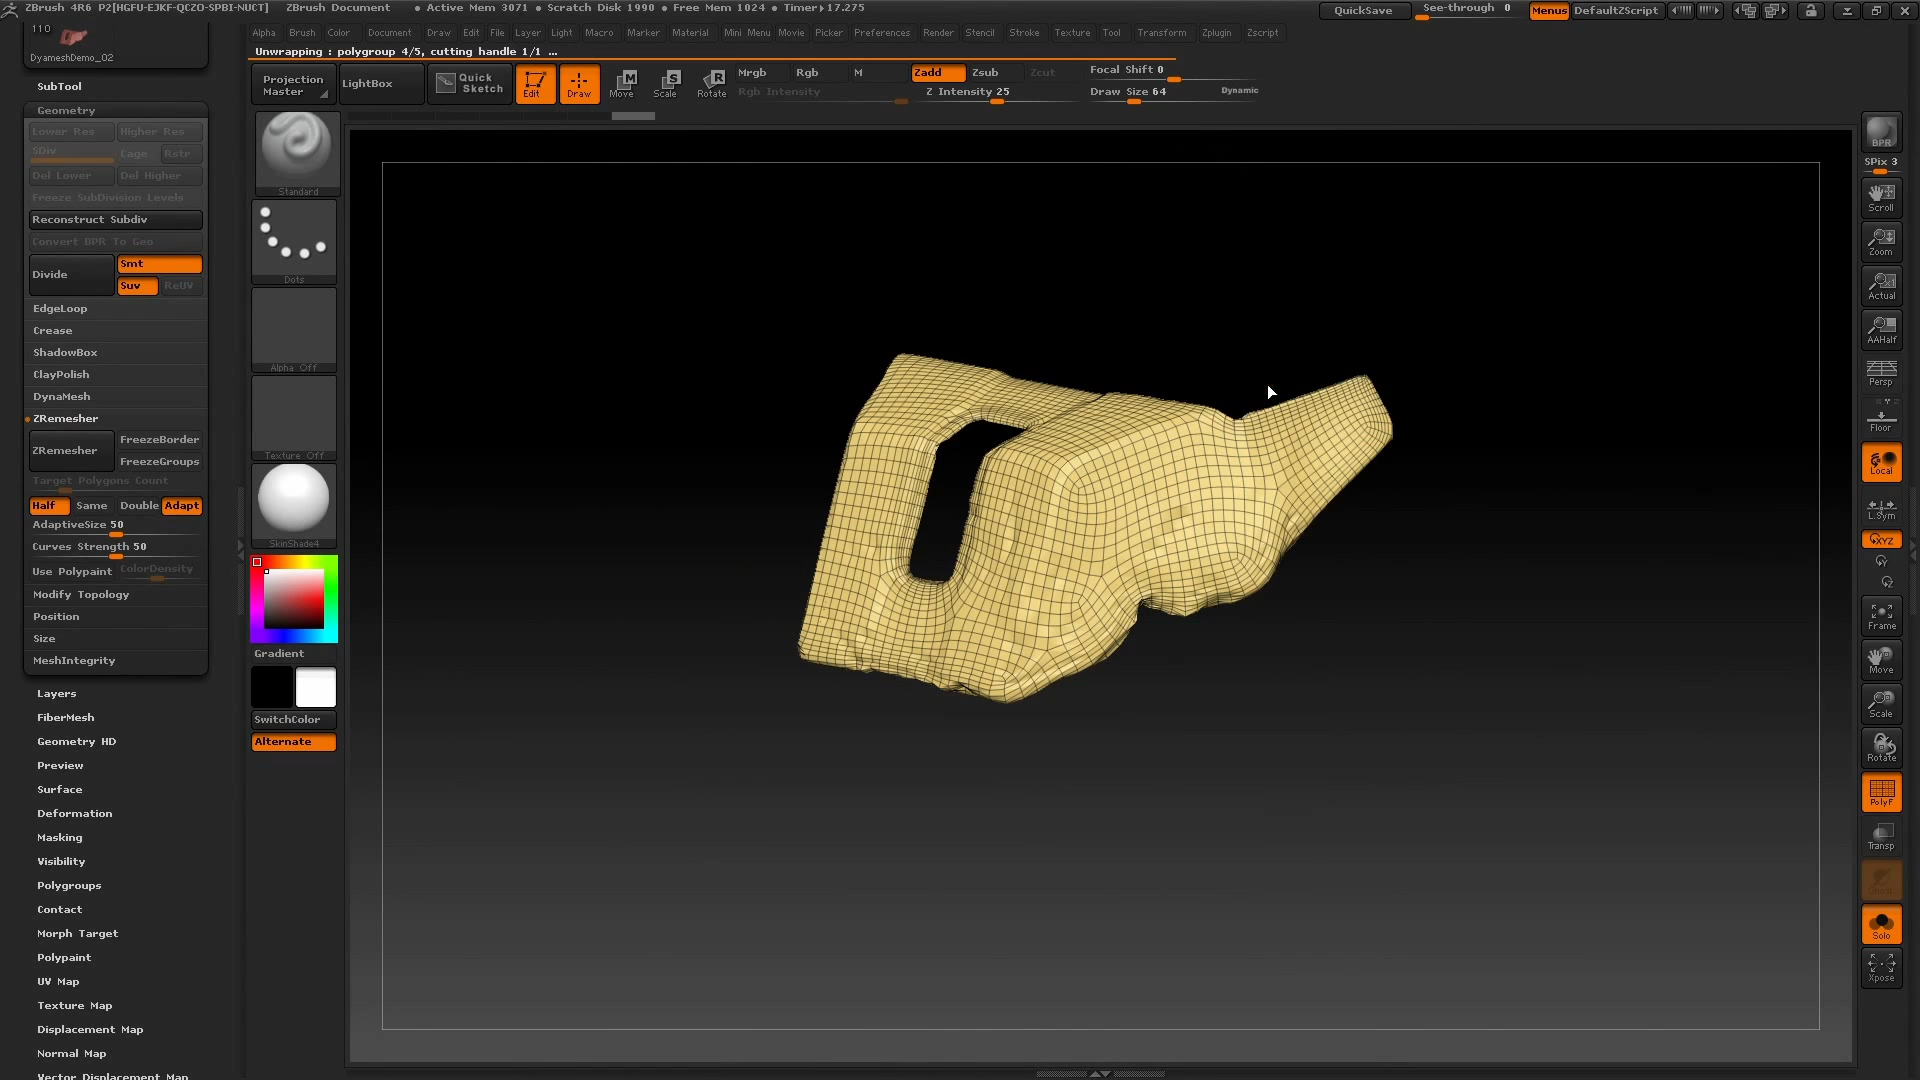 ZBrush 4R6 P2[HGFU-EJKF-QCZO-SPBI-NUCT] ZBrush Document • Active Mem 3071 • Scratch Disk 1990 • Free Mem 1024 • Timer▸17.275 QuickSave See-through 0 Menus DefaultZScript
110
DyameshDemo_02
Alpha Brush Color Document Draw Edit File Layer Light Macro Marker Material Mini Menu Movie Picker Preferences Render Stencil Stroke Texture Tool Transform Zplugin Zscript
Unwrapping : polygroup 4/5, cutting handle 1/1 ...
Projection Master
LightBox
Quick Sketch
Edit
Draw
Move
Scale
Rotate
Mrgb Rgb M Zadd Zsub Zcut
Rgb Intensity Z Intensity 25
Focal Shift 0
Draw Size 64 Dynamic
SubTool
Geometry
Lower Res Higher Res
SDiv Cage Rstr
Del Lower Del Higher
Freeze SubDivision Levels
Reconstruct Subdiv
Convert BPR To Geo
Divide Smt
Suv ReUV
EdgeLoop
Crease
ShadowBox
ClayPolish
DynaMesh
ZRemesher
ZRemesher FreezeBorder
FreezeGroups
Target Polygons Count
Half Same Double Adapt
AdaptiveSize 50
Curves Strength 50
Use Polypaint ColorDensity
Modify Topology
Position
Size
MeshIntegrity
Layers
FiberMesh
Geometry HD
Preview
Surface
Deformation
Masking
Visibility
Polygroups
Contact
Morph Target
Polypaint
UV Map
Texture Map
Displacement Map
Normal Map
Vector Displacement Map
Standard
Dots
Alpha Off
Texture Off
SkinShade4
Gradient
SwitchColor
Alternate
BPR
SPix 3
Scroll
Zoom
Actual
AAHalf
Persp
Floor
Local
L.Sym
XYZ
Frame
Move
Scale
Rotate
PolyF
Transp
Ghost
Solo
Xpose